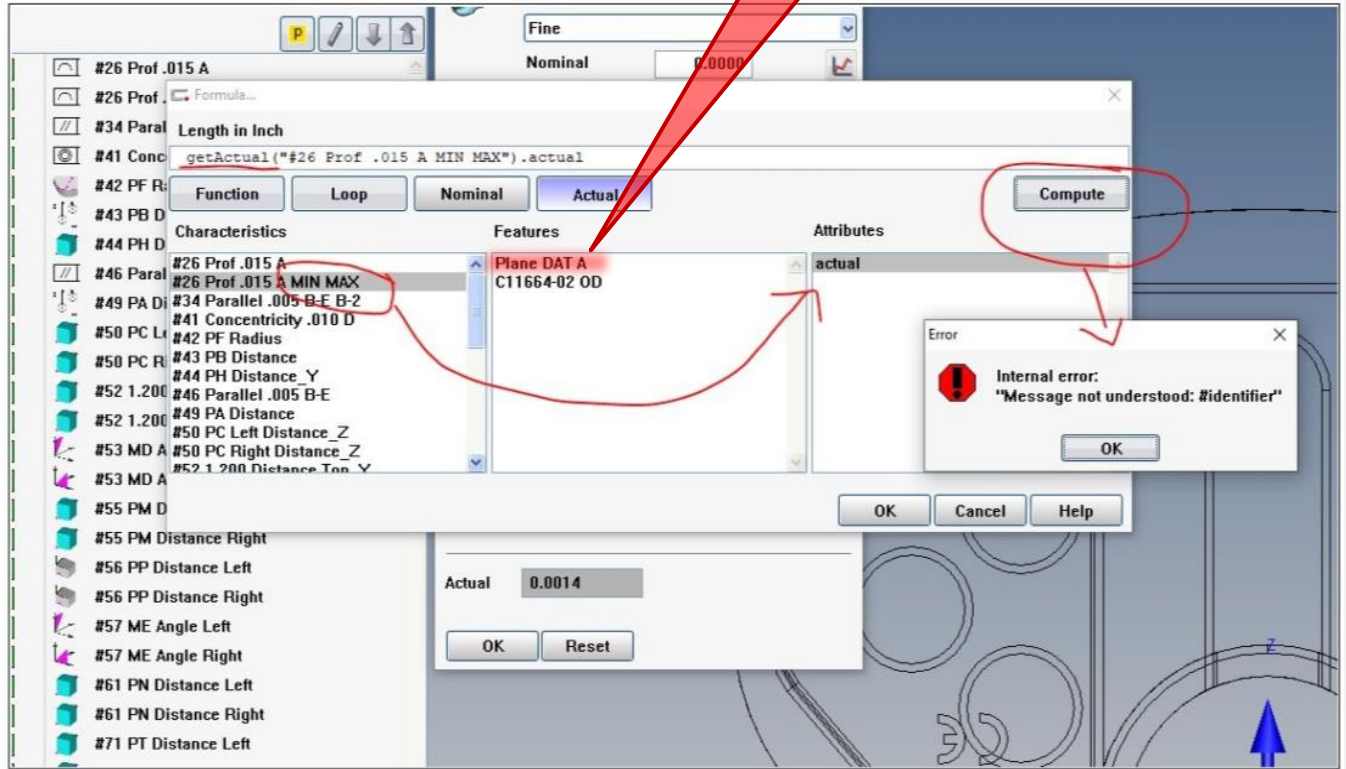 P
Fine
Nominal 0.0000
#26 Prof .015 A
#26 Prof .
#34 Paral
#41 Conc
#42 PF Ra
#43 PB D
#44 PH D
#46 Paral
#49 PA Di
#50 PC Le
#50 PC R
#52 1.200
#52 1.200
#53 MD A
#53 MD A
#55 PM D
#55 PM Distance Right
#56 PP Distance Left
#56 PP Distance Right
#57 ME Angle Left
#57 ME Angle Right
#61 PN Distance Left
#61 PN Distance Right
#71 PT Distance Left
Formula...
Length in Inch
getActual("#26 Prof .015 A MIN MAX").actual
Function Loop Nominal Actual Compute
Characteristics Features Attributes
#26 Prof .015 A
#26 Prof .015 A MIN MAX
#34 Parallel .005 B-E B-2
#41 Concentricity .010 D
#42 PF Radius
#43 PB Distance
#44 PH Distance_Y
#46 Parallel .005 B-E
#49 PA Distance
#50 PC Left Distance_Z
#50 PC Right Distance_Z
#52 1.200 Distance Top_Y
Plane DAT A
C11664-02 OD
actual
OK Cancel Help
Error
Internal error:
"Message not understood: #identifier"
OK
Actual 0.0014
OK Reset
Z